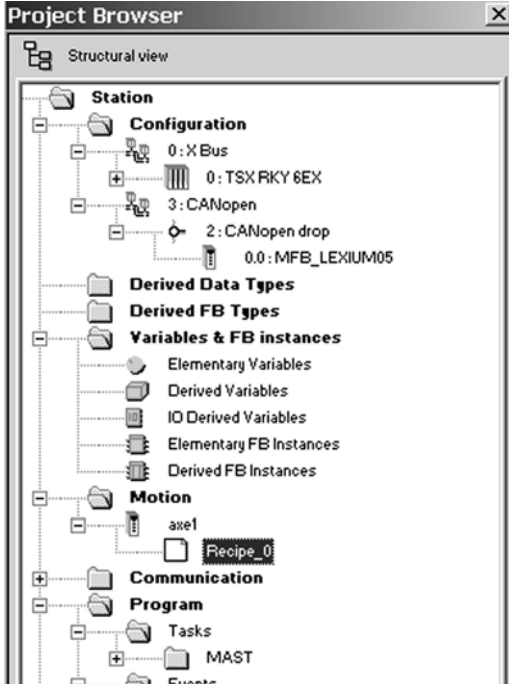 Project Browser
Structural view
Station
Configuration
0 : X Bus
0 : TSX RKY 6EX
3 : CANopen
2 : CANopen drop
0.0 : MFB_LEXIUM05
Derived Data Types
Derived FB Types
Variables & FB instances
Elementary Variables
Derived Variables
IO Derived Variables
Elementary FB Instances
Derived FB Instances
Motion
axe1
Recipe_0
Communication
Program
Tasks
MAST
Events